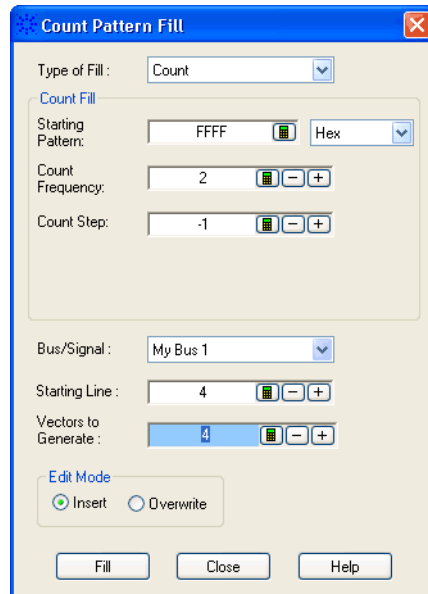 Count Pattern Fill
Type of Fill : Count
Count Fill
Starting Pattern: FFFF Hex
Count Frequency: 2
Count Step: -1
Bus/Signal : My Bus 1
Starting Line : 4
Vectors to Generate : 4
Edit Mode
Insert Overwrite
Fill Close Help